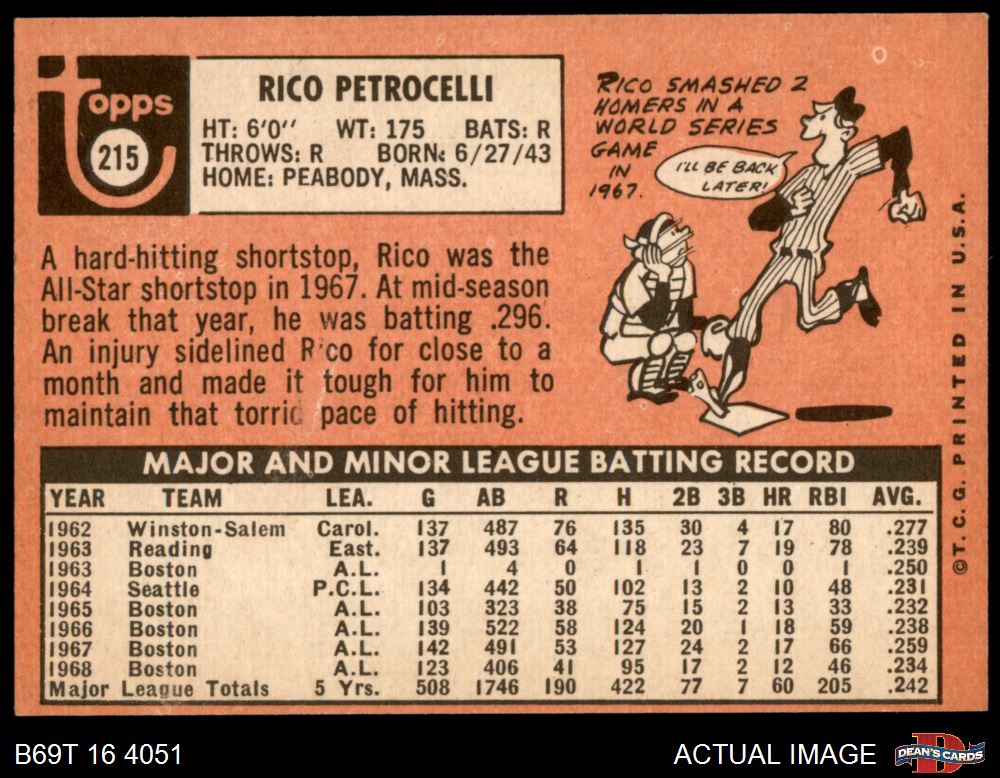 Topps
215
RICO PETROCELLI
HT: 6'0" WT: 175 BATS: R
THROWS: R BORN: 6/27/43
HOME: PEABODY, MASS.
RICO SMASHED 2
HOMERS IN A
WORLD SERIES
GAME
IN
1967.
I'LL BE BACK
LATER!
A hard-hitting shortstop, Rico was the
All-Star shortstop in 1967. At mid-season
break that year, he was batting .296.
An injury sidelined Rico for close to a
month and made it tough for him to
maintain that torrid pace of hitting.
MAJOR AND MINOR LEAGUE BATTING RECORD
YEAR TEAM LEA. G AB R H 2B 3B HR RBI AVG.
1962 Winston-Salem Carol. 137 487 76 135 30 4 17 80 .277
1963 Reading East. 137 493 64 118 23 7 19 78 .239
1963 Boston A.L. 1 4 0 1 1 0 0 1 .250
1964 Seattle P.C.L. 134 442 50 102 13 2 10 48 .231
1965 Boston A.L. 103 323 38 75 15 2 13 33 .232
1966 Boston A.L. 139 522 58 124 20 1 18 59 .238
1967 Boston A.L. 142 491 53 127 24 2 17 66 .259
1968 Boston A.L. 123 406 41 95 17 2 12 46 .234
Major League Totals 5 Yrs. 508 1746 190 422 77 7 60 205 .242
©T.C.G. PRINTED IN U.S.A.
B69T 16 4051
ACTUAL IMAGE
DEAN'S CARDS